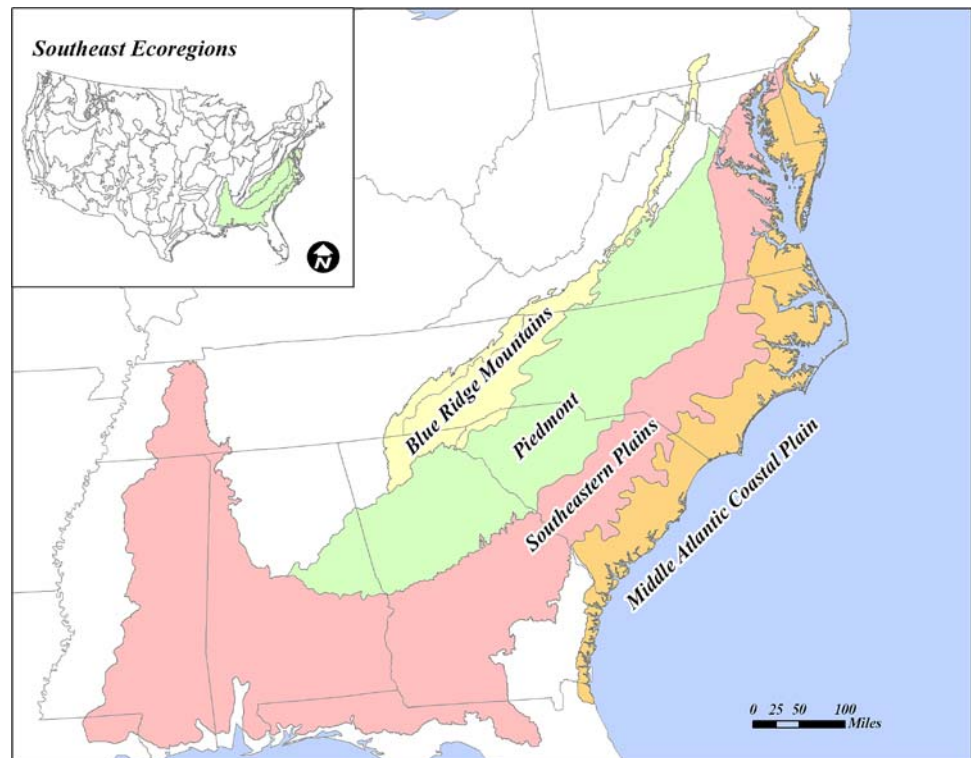 Southeast Ecoregions
N
Blue Ridge Mountains
Piedmont
Southeastern Plains
Middle Atlantic Coastal Plain
0 25 50 100
Miles